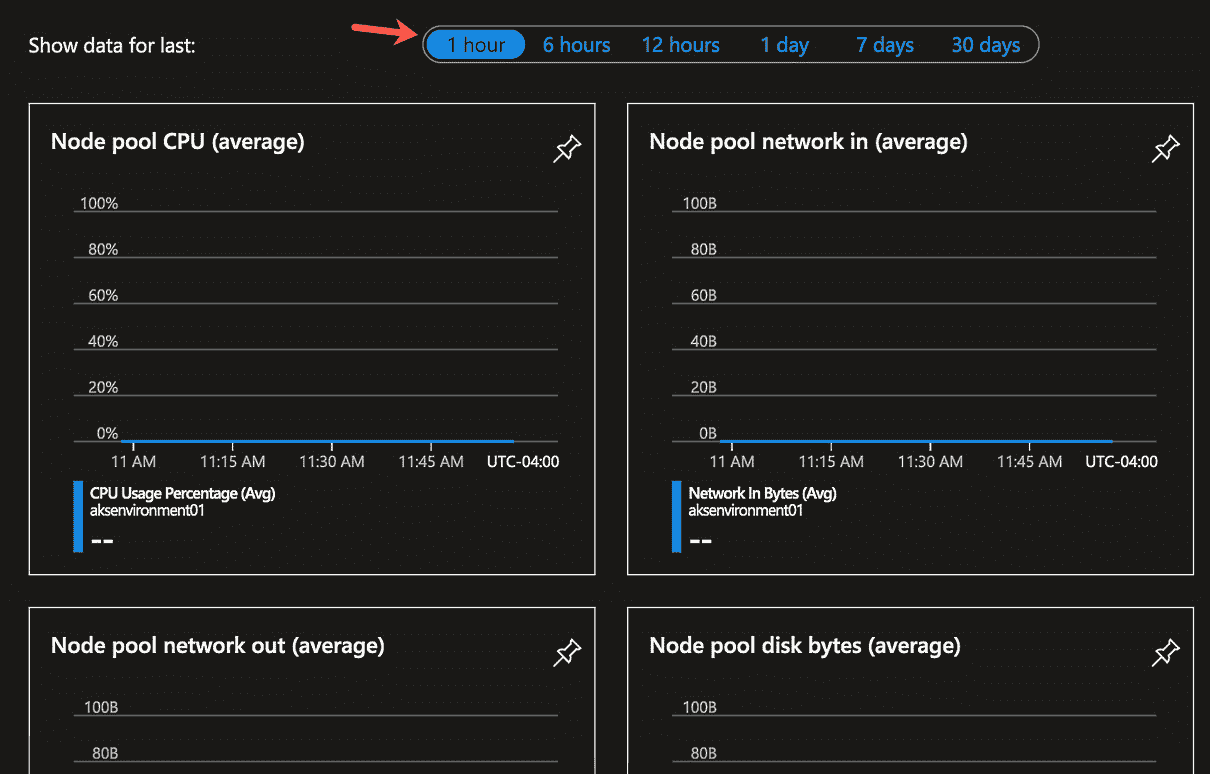 Show data for last:
1 hour 6 hours 12 hours 1 day 7 days 30 days
Node pool CPU (average)
100%
80%
60%
40%
20%
0%
11 AM 11:15 AM 11:30 AM 11:45 AM UTC-04:00
CPU Usage Percentage (Avg)
aksenvironment01
--
Node pool network in (average)
100B
80B
60B
40B
20B
0B
11 AM 11:15 AM 11:30 AM 11:45 AM UTC-04:00
Network In Bytes (Avg)
aksenvironment01
--
Node pool network out (average)
100B
80B
Node pool disk bytes (average)
100B
80B